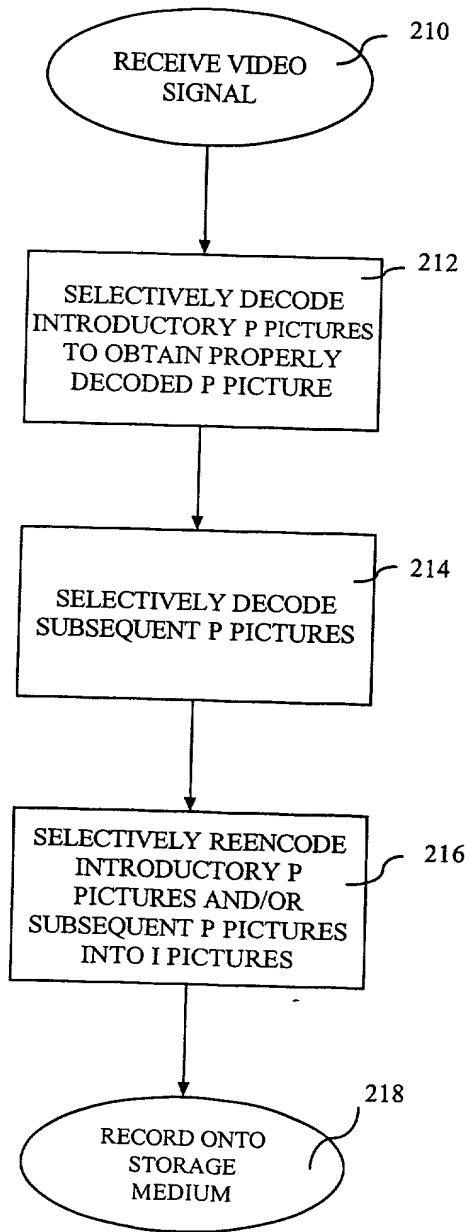 210
RECEIVE VIDEO
SIGNAL
212
SELECTIVELY DECODE
INTRODUCTORY P PICTURES
TO OBTAIN PROPERLY
DECODED P PICTURE
214
SELECTIVELY DECODE
SUBSEQUENT P PICTURES
SELECTIVELY REENCODE
INTRODUCTORY P
PICTURES AND/OR
SUBSEQUENT P PICTURES
INTO I PICTURES
216
218
RECORD ONTO
STORAGE
MEDIUM